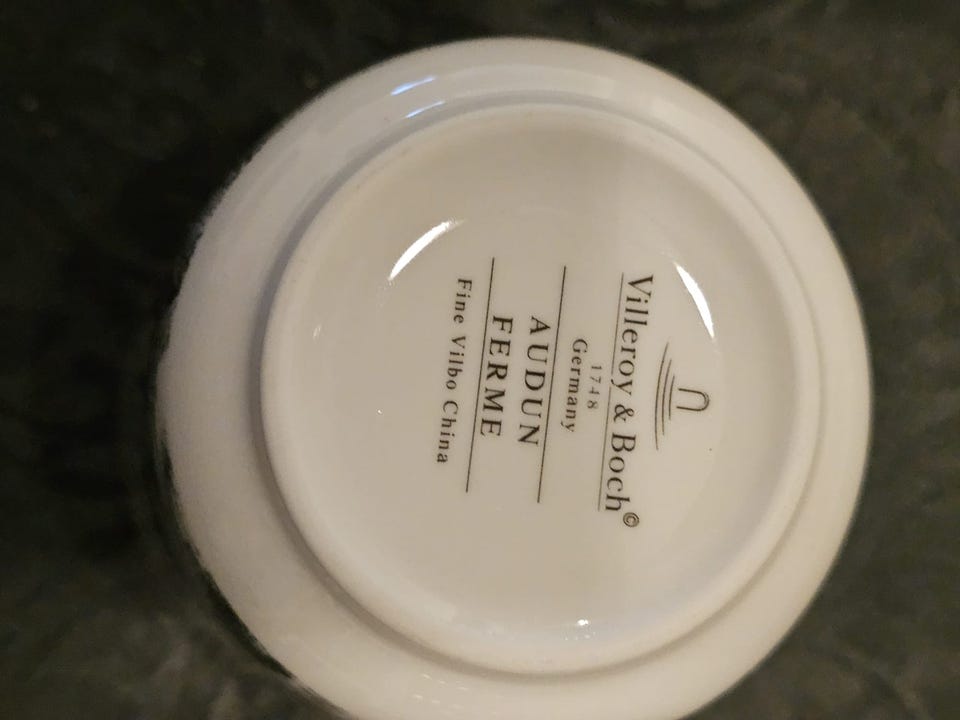 Villeroy & Boch©
1748
Germany
AUDUN
FERME
Fine Vilbo China